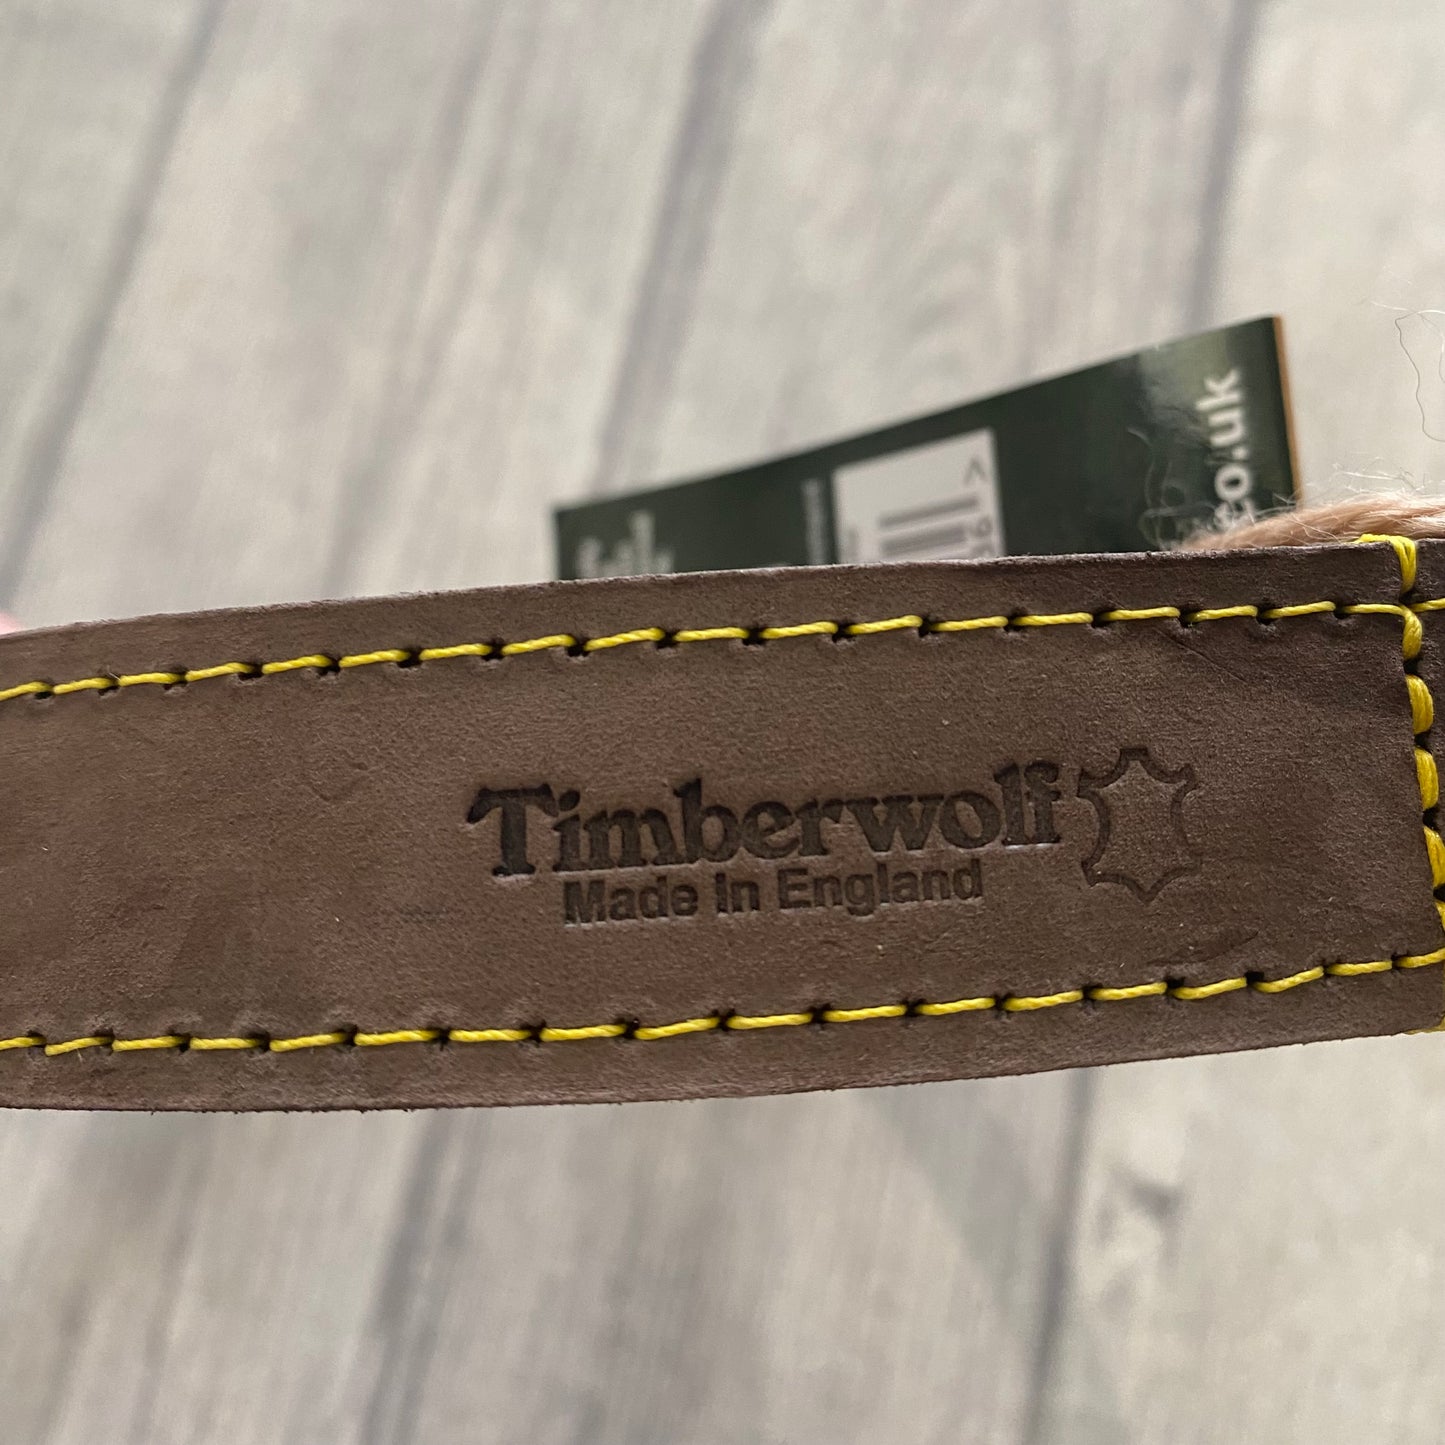 .co.uk
Timberwolf
Made In England